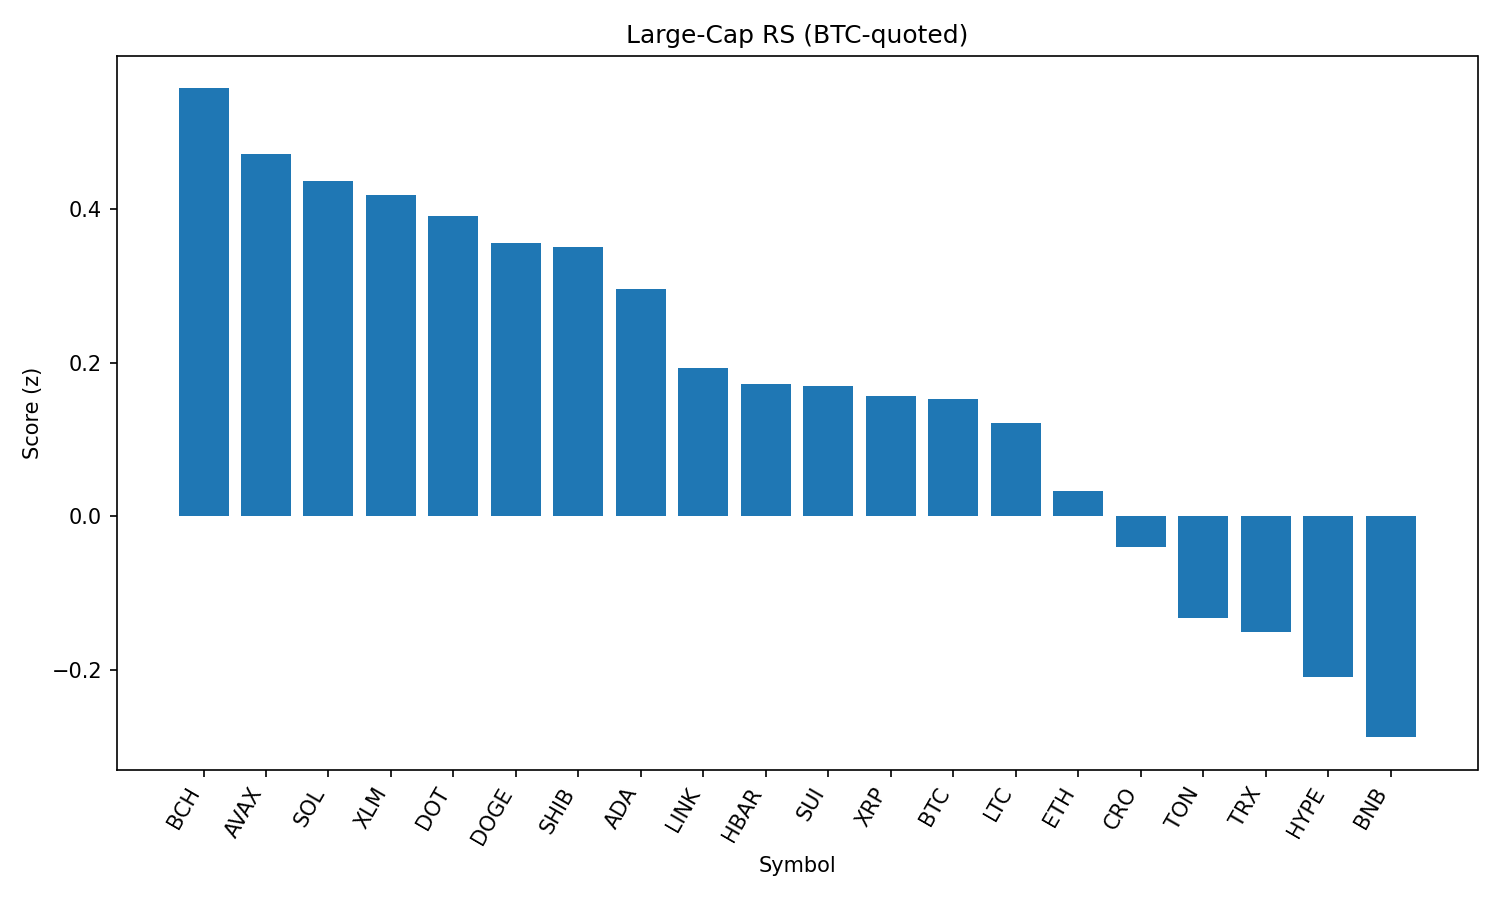 Large-Cap RS (BTC-quoted)
Score (z)
0.4
0.2
0.0
−0.2
BCH
AVAX
SOL
XLM
DOT
DOGE
SHIB
ADA
LINK
HBAR
SUI
XRP
BTC
LTC
ETH
CRO
TON
TRX
HYPE
BNB
Symbol